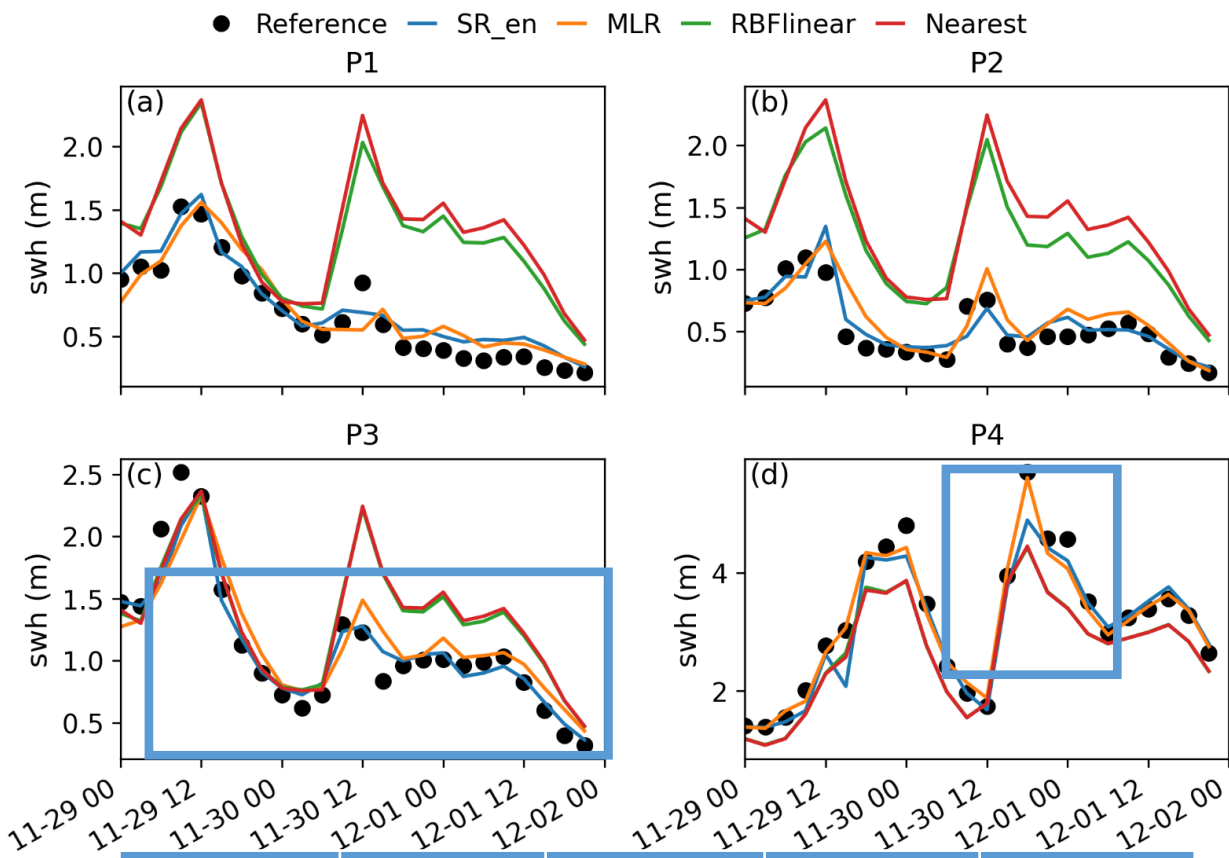 Reference SR_en MLR RBFlinear Nearest
P1 P2
(a) (b)
2.0 2.0
1.5 1.5
1.0 1.0
0.5 0.5
swh (m) swh (m)
P3 P4
(c) (d)
2.5
2.0 4
1.5
1.0 2
0.5
swh (m) swh (m)
11-29 00 11-29 12 11-30 00 11-30 12 12-01 00 12-01 12 12-02 00
11-29 00 11-29 12 11-30 00 11-30 12 12-01 00 12-01 12 12-02 00